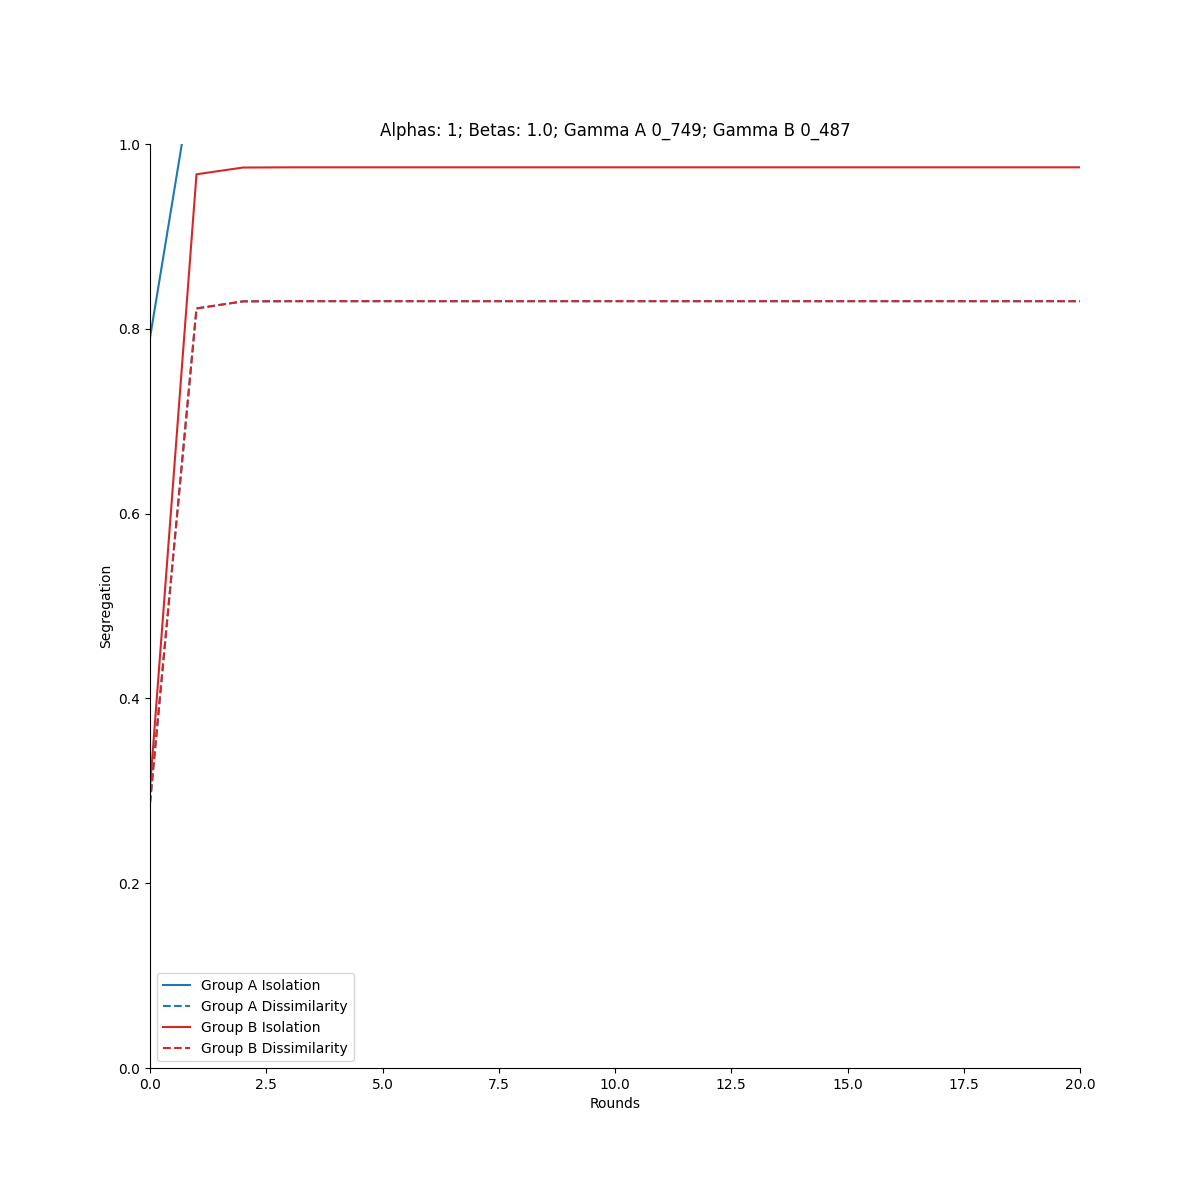 Alphas: 1; Betas: 1.0; Gamma A 0_749; Gamma B 0_487
1.0
0.8
0.6
0.4
0.2
0.0
Segregation
Group A Isolation
Group A Dissimilarity
Group B Isolation
Group B Dissimilarity
0.0 2.5 5.0 7.5 10.0 12.5 15.0 17.5 20.0
Rounds